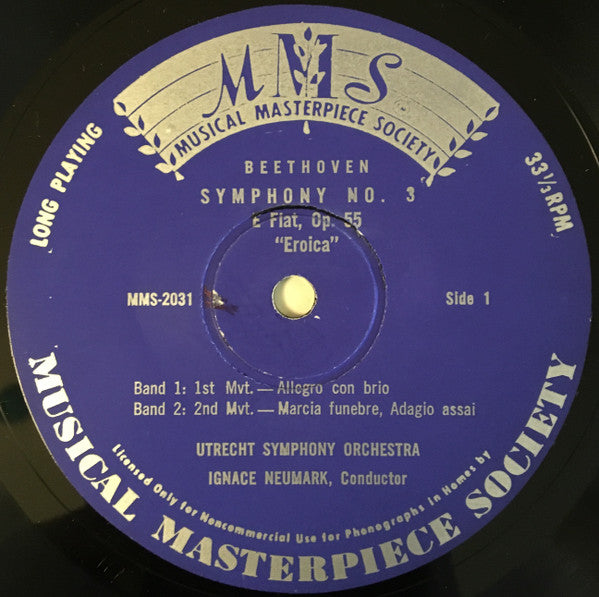 MMS
MUSICAL MASTERPIECE SOCIETY
LONG PLAYING
33 1/3 RPM
BEETHOVEN
SYMPHONY NO. 3
E Flat, Op. 55
"Eroica"
MMS-2031
Side 1
Band 1: 1st Mvt. — Allegro con brio
Band 2: 2nd Mvt. — Marcia funebre, Adagio assai
UTRECHT SYMPHONY ORCHESTRA
IGNACE NEUMARK, Conductor
Licensed Only for Noncommercial Use for Phonographs in Homes by
MUSICAL MASTERPIECE SOCIETY